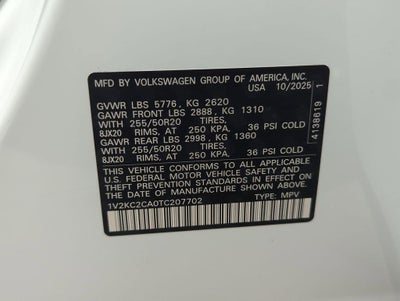 MFD. BY VOLKSWAGEN GROUP OF AMERICA, INC.
USA 10/2025
GVWR LBS 5776, KG 2620
GAWR FRONT LBS 2888, KG 1310
WITH 255/50R20 TIRES,
8JX20 RIMS, AT 250 KPA, 36 PSI COLD
GAWR REAR LBS 2998, KG 1360
WITH 255/50R20 TIRES,
8JX20 RIMS, AT 250 KPA, 36 PSI COLD
THIS VEHICLE CONFORMS TO ALL APPLICABLE
U.S. FEDERAL MOTOR VEHICLE SAFETY AND
THEFT PREVENTION STANDARDS IN EFFECT ON THE
DATE OF MANUFACTURE SHOWN ABOVE.
1V2KC2CA0TC207702 TYPE: MPV
4138619 1